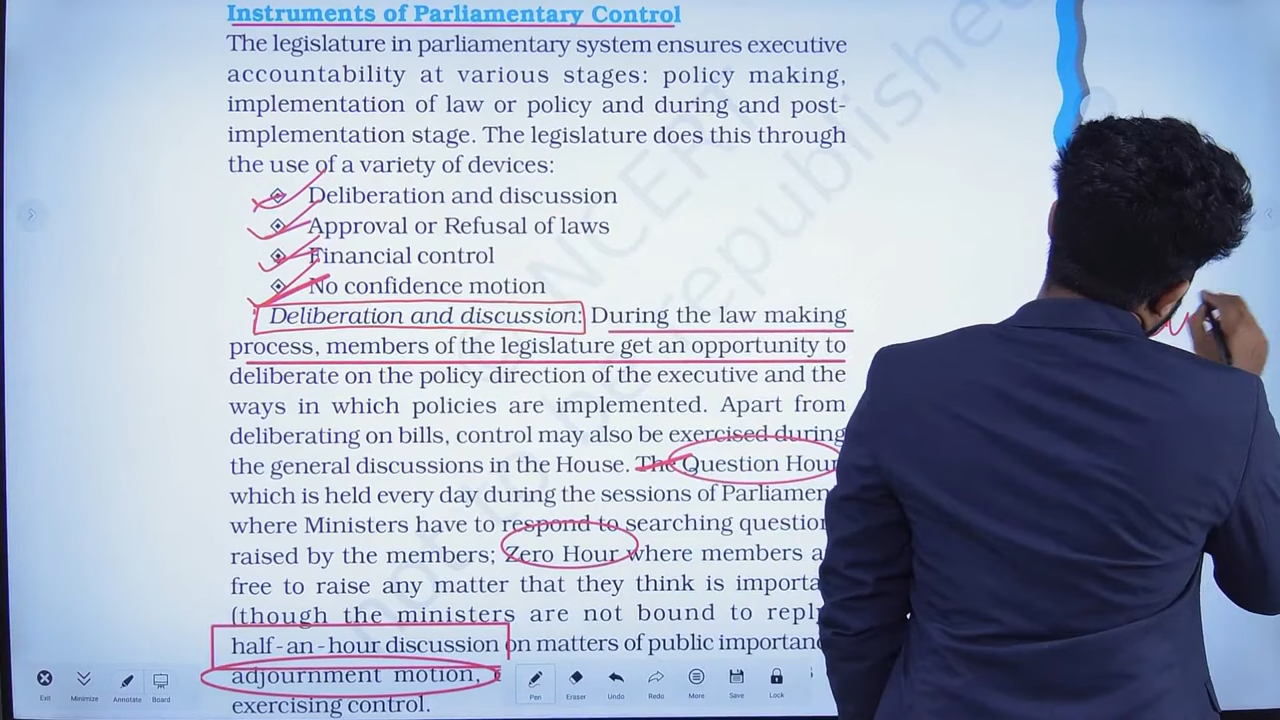 Instruments of Parliamentary Control
The legislature in parliamentary system ensures executive
accountability at various stages: policy making,
implementation of law or policy and during and post-
implementation stage. The legislature does this through
the use of a variety of devices:
Deliberation and discussion
Approval or Refusal of laws
Financial control
No confidence motion
Deliberation and discussion: During the law making
process, members of the legislature get an opportunity to
deliberate on the policy direction of the executive and the
ways in which policies are implemented. Apart from
deliberating on bills, control may also be exercised during
the general discussions in the House. The Question Hour
which is held every day during the sessions of Parliamen
where Ministers have to respond to searching question
raised by the members; Zero Hour where members a
free to raise any matter that they think is importa
(though the ministers are not bound to repl
half-an-hour discussion on matters of public importanc
adjournment motion,
exercising control.
Exit
Minimize
Annotate
Board
Pen
Eraser
Undo
Redo
More
Save
Lock